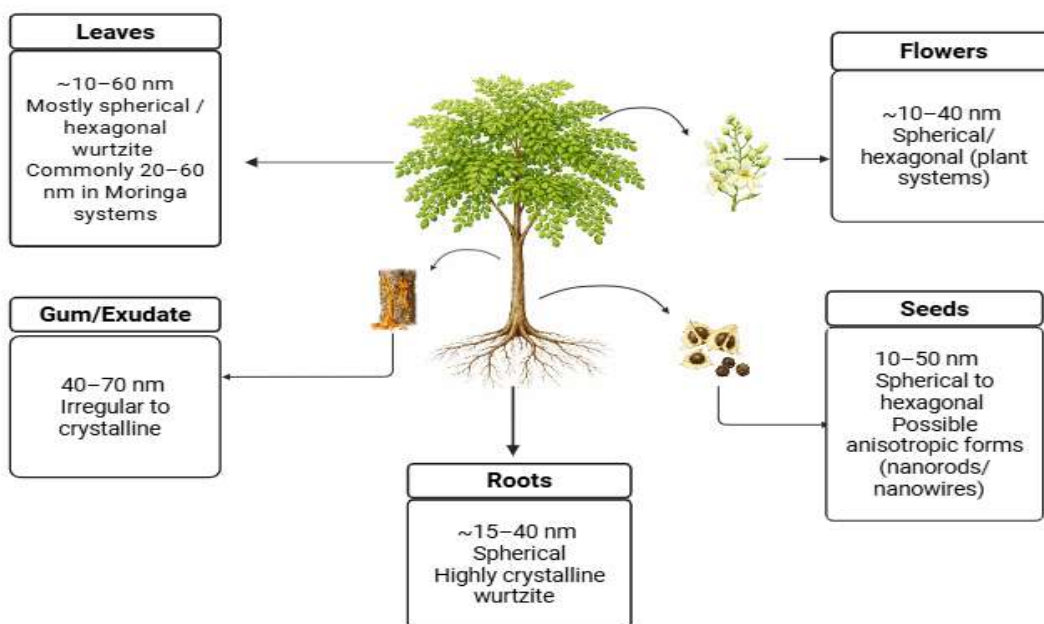 Leaves
~10–60 nm
Mostly spherical /
hexagonal
wurtzite
Commonly 20–60
nm in Moringa
systems
Flowers
~10–40 nm
Spherical/
hexagonal (plant
systems)
Gum/Exudate
40–70 nm
Irregular to
crystalline
Seeds
10–50 nm
Spherical to
hexagonal
Possible
anisotropic forms
(nanorods/
nanowires)
Roots
~15–40 nm
Spherical
Highly crystalline
wurtzite